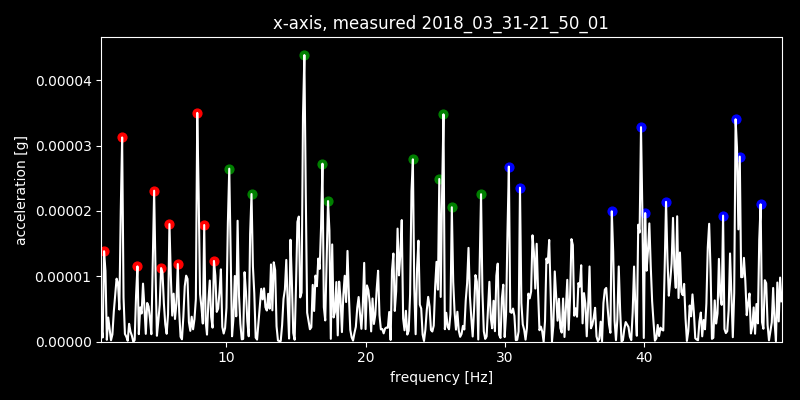 x-axis, measured 2018_03_31-21_50_01
0.00004
0.00003
0.00002
0.00001
0.00000
acceleration [g]
10 20 30 40
frequency [Hz]